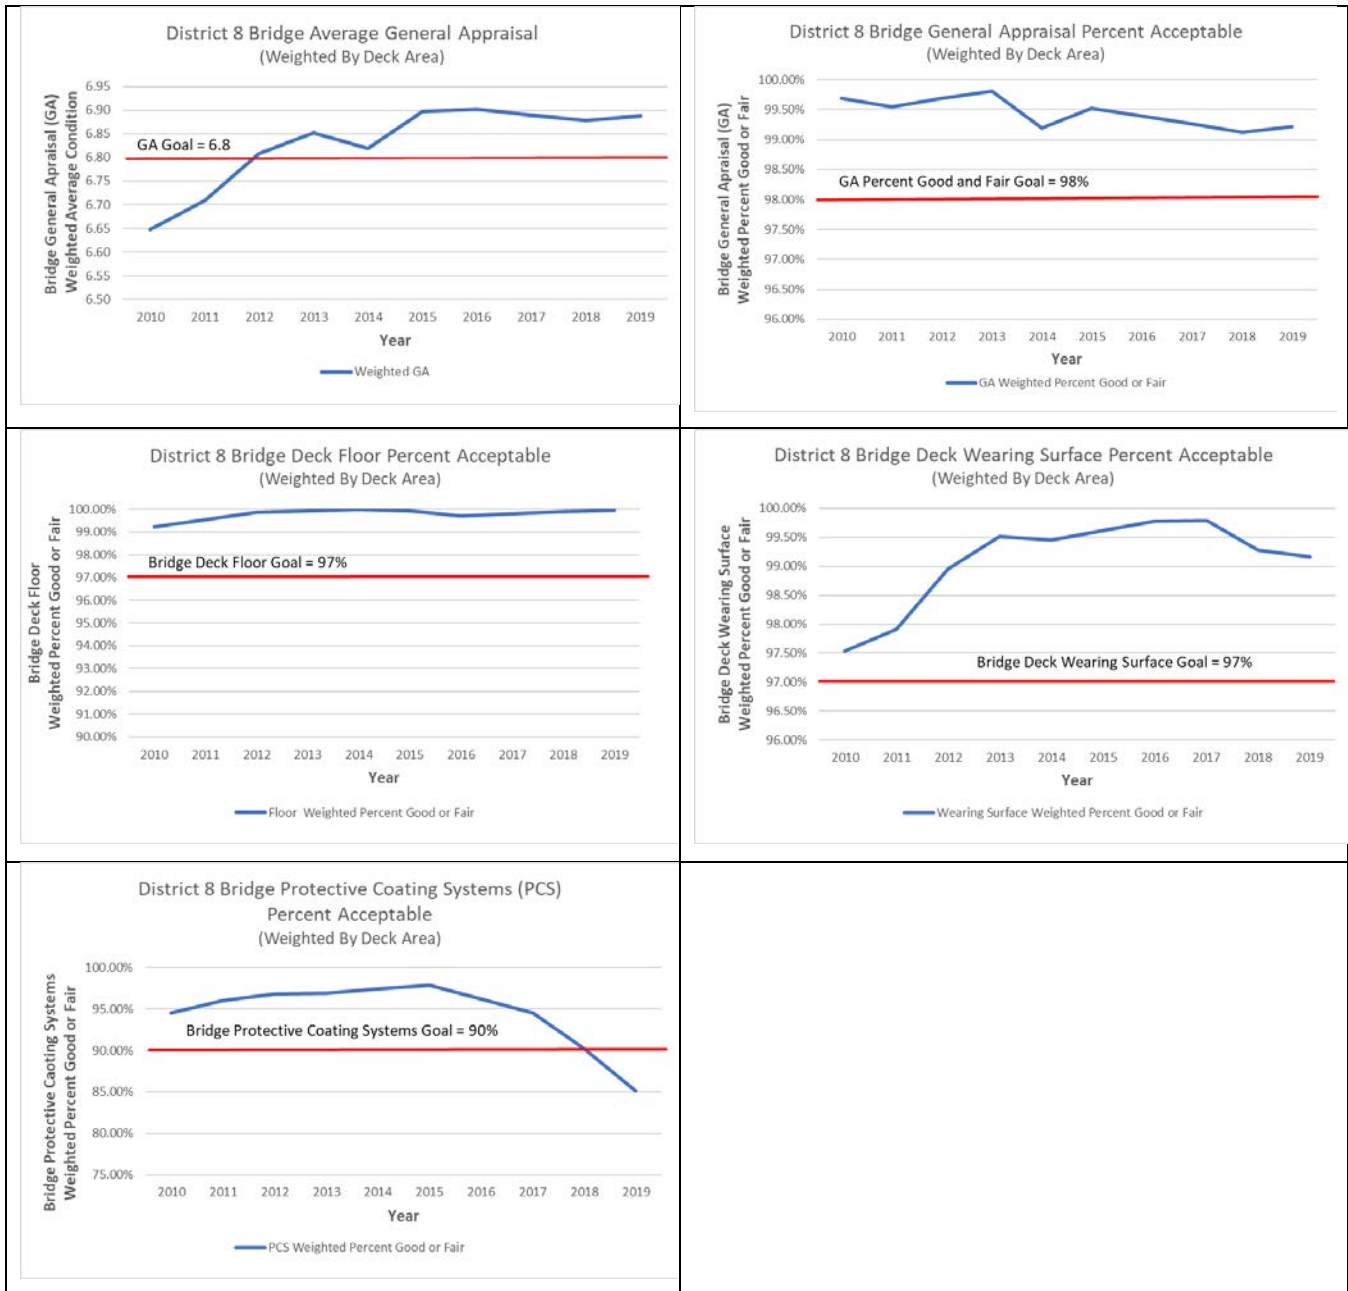 District 8 Bridge Average General Appraisal
(Weighted By Deck Area)
Bridge General Appraisal (GA)
Weighted Average Condition
6.95
6.90
6.85
6.80
6.75
6.70
6.65
6.60
6.55
6.50
GA Goal = 6.8
2010 2011 2012 2013 2014 2015 2016 2017 2018 2019
Year
Weighted GA
District 8 Bridge General Appraisal Percent Acceptable
(Weighted By Deck Area)
Bridge General Apraisal (GA)
Weighted Percent Good or Fair
100.00%
99.50%
99.00%
98.50%
98.00%
97.50%
97.00%
96.50%
96.00%
GA Percent Good and Fair Goal = 98%
2010 2011 2012 2013 2014 2015 2016 2017 2018 2019
Year
GA Weighted Percent Good or Fair
District 8 Bridge Deck Floor Percent Acceptable
(Weighted By Deck Area)
Bridge Deck Floor
Weighted Percent Good or Fair
100.00%
99.00%
98.00%
97.00%
96.00%
95.00%
94.00%
93.00%
92.00%
91.00%
90.00%
Bridge Deck Floor Goal = 97%
2010 2011 2012 2013 2014 2015 2016 2017 2018 2019
Year
Floor Weighted Percent Good or Fair
District 8 Bridge Deck Wearing Surface Percent Acceptable
(Weighted By Deck Area)
Bridge Deck Wearing Surface
Weighted Percent Good or Fair
100.00%
99.50%
99.00%
98.50%
98.00%
97.50%
97.00%
96.50%
96.00%
Bridge Deck Wearing Surface Goal = 97%
2010 2011 2012 2013 2014 2015 2016 2017 2018 2019
Year
Wearing Surface Weighted Percent Good or Fair
District 8 Bridge Protective Coating Systems (PCS)
Percent Acceptable
(Weighted By Deck Area)
Bridge Protective Caoting Systems
Weighted Percent Good or Fair
100.00%
95.00%
90.00%
85.00%
80.00%
75.00%
Bridge Protective Coating Systems Goal = 90%
2010 2011 2012 2013 2014 2015 2016 2017 2018 2019
Year
PCS Weighted Percent Good or Fair